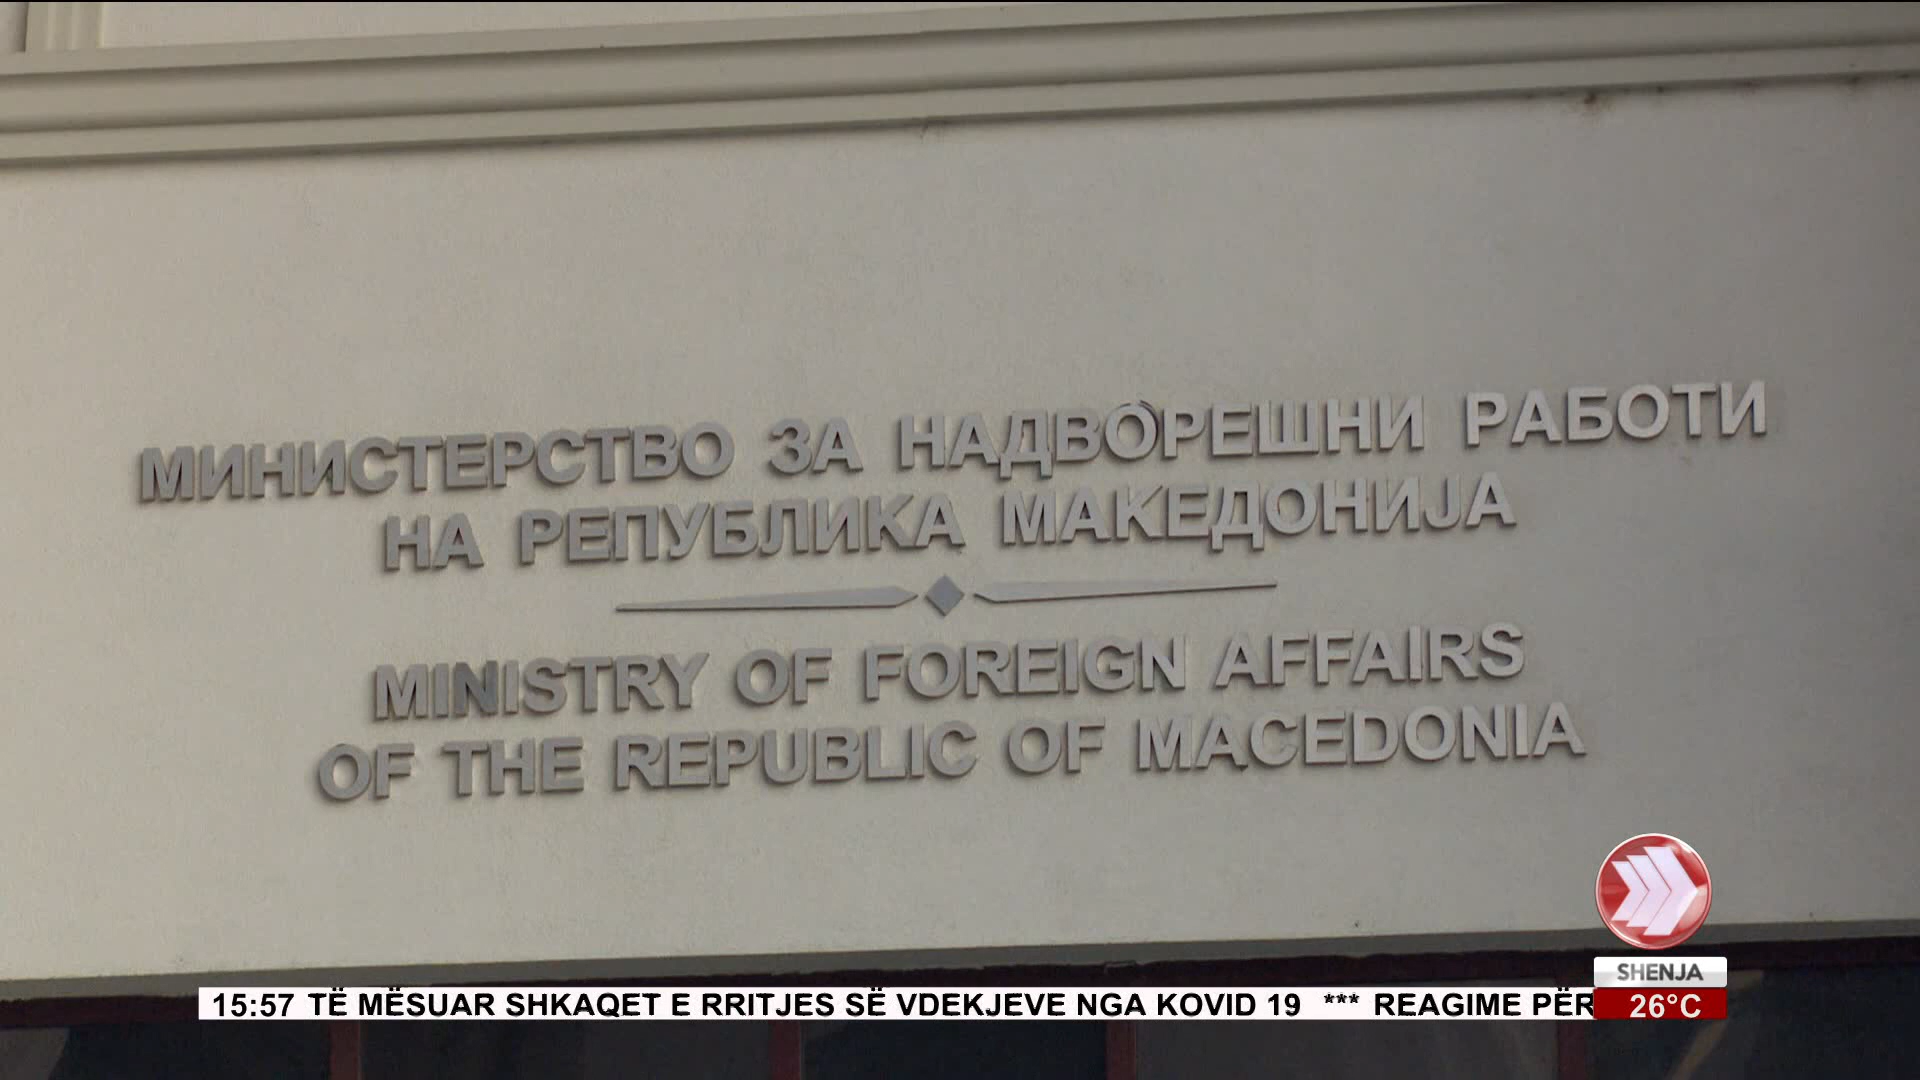 МИНИСТЕРСТВО ЗА НАДВОРЕШНИ РАБОТИ
НА РЕПУБЛИКА МАКЕДОНИЈА
MINISTRY OF FOREIGN AFFAIRS
OF THE REPUBLIC OF MACEDONIA
SHENJA
15:57 TË MËSUAR SHKAQET E RRITJES SË VDEKJEVE NGA KOVID 19 *** REAGIME PËR
26°C